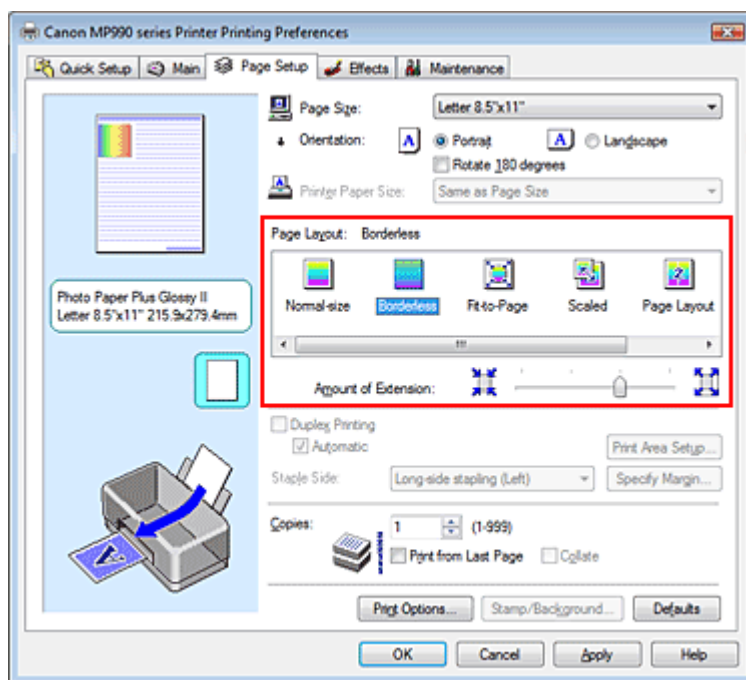 Canon MP990 series Printer Printing Preferences
Quick Setup Main Page Setup Effects Maintenance
Page Size: Letter 8.5"x11"
Orientation: A Portrait A Landscape
Rotate 180 degrees
Printer Paper Size: Same as Page Size
Page Layout: Borderless
Normal-size Borderless Fit-to-Page Scaled Page Layout
Photo Paper Plus Glossy II
Letter 8.5"x11" 215.9x279.4mm
Amount of Extension:
Duplex Printing
Automatic
Print Area Setup...
Staple Side: Long-side stapling (Left) Specify Margin...
Copies: 1 (1-999)
Print from Last Page Collate
Print Options... Stamp/Background... Defaults
OK Cancel Apply Help